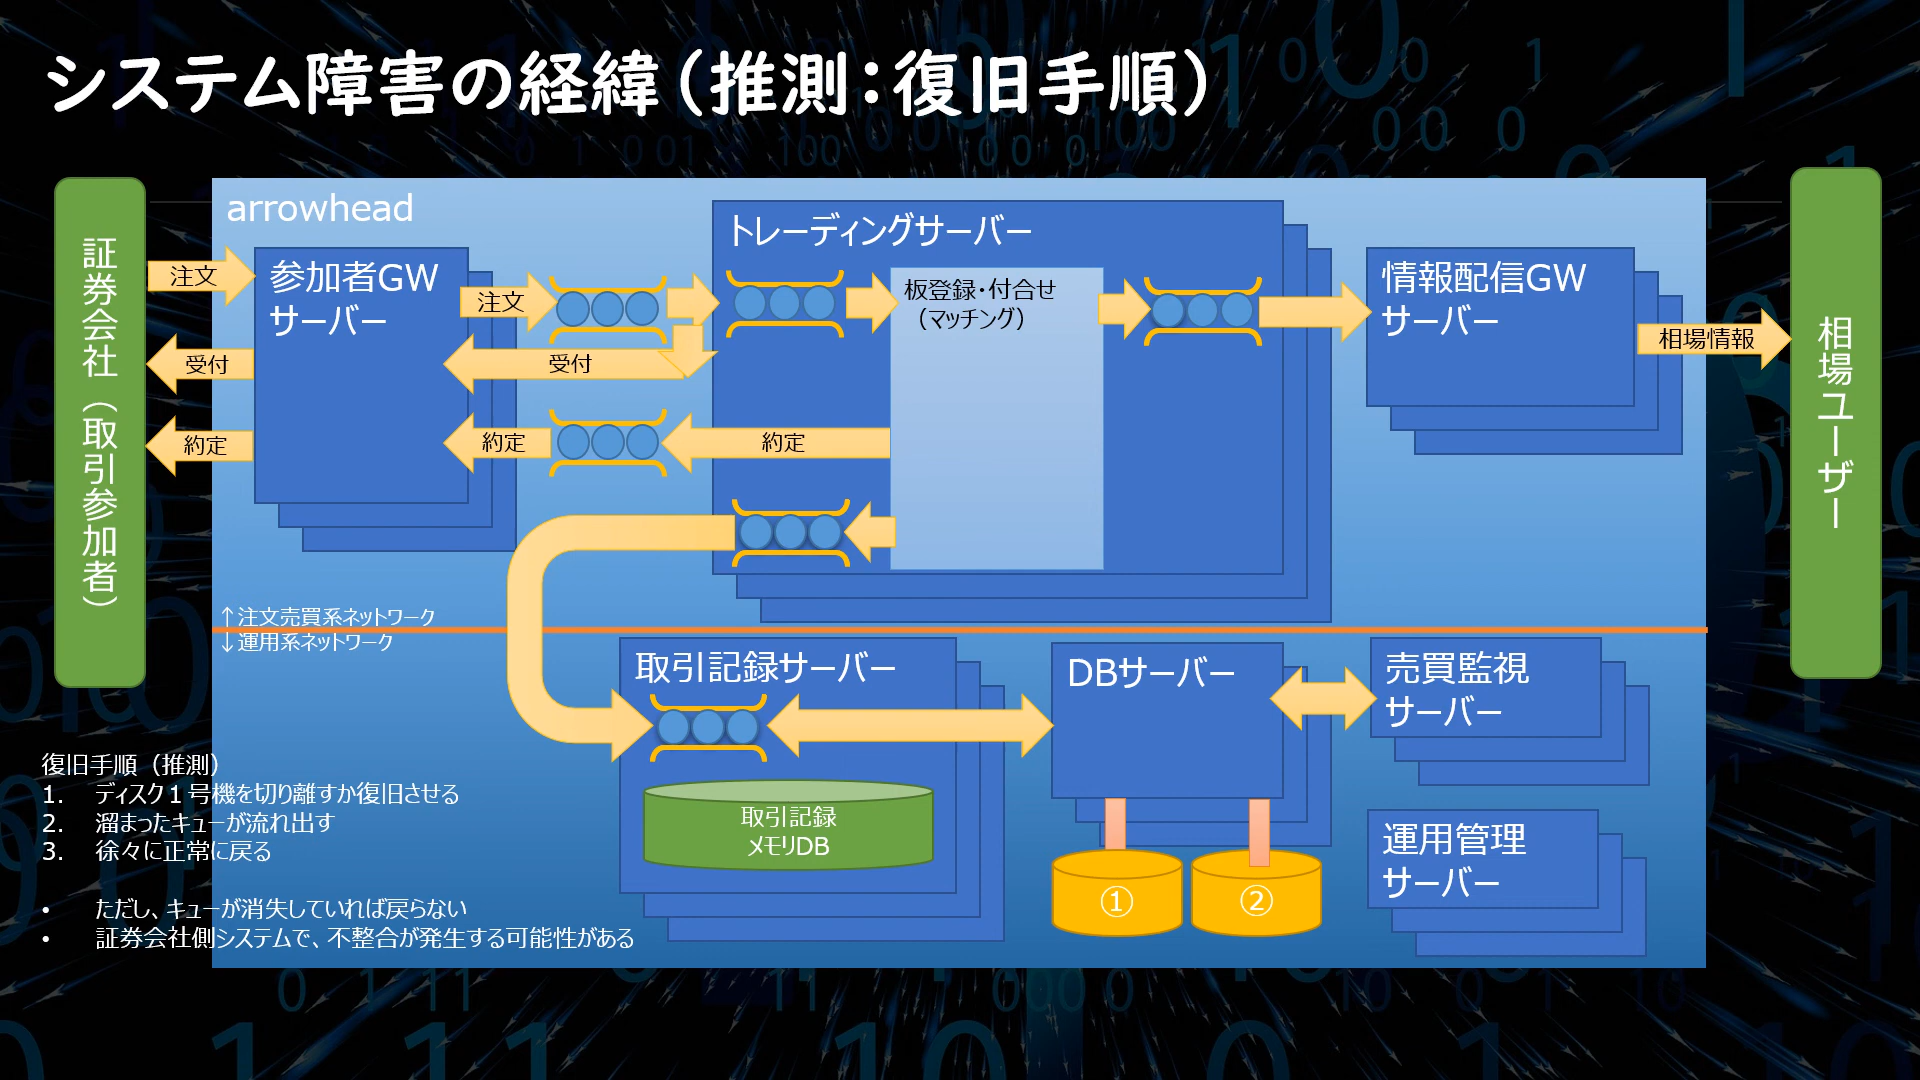 システム障害の経緯（推測：復旧手順）
arrowhead
証券会社（取引参加者）
注文
受付
約定
参加者GW
サーバー
注文
受付
約定
トレーディングサーバー
板登録・付合せ
（マッチング）
約定
情報配信GW
サーバー
相場情報
相場ユーザー
↑注文売買系ネットワーク
↓運用系ネットワーク
取引記録サーバー
取引記録
メモリDB
DBサーバー
①
②
売買監視
サーバー
運用管理
サーバー
復旧手順（推測）
1. ディスク１号機を切り離すか復旧させる
2. 溜まったキューが流れ出す
3. 徐々に正常に戻る
• ただし、キューが消失していれば戻らない
• 証券会社側システムで、不整合が発生する可能性がある